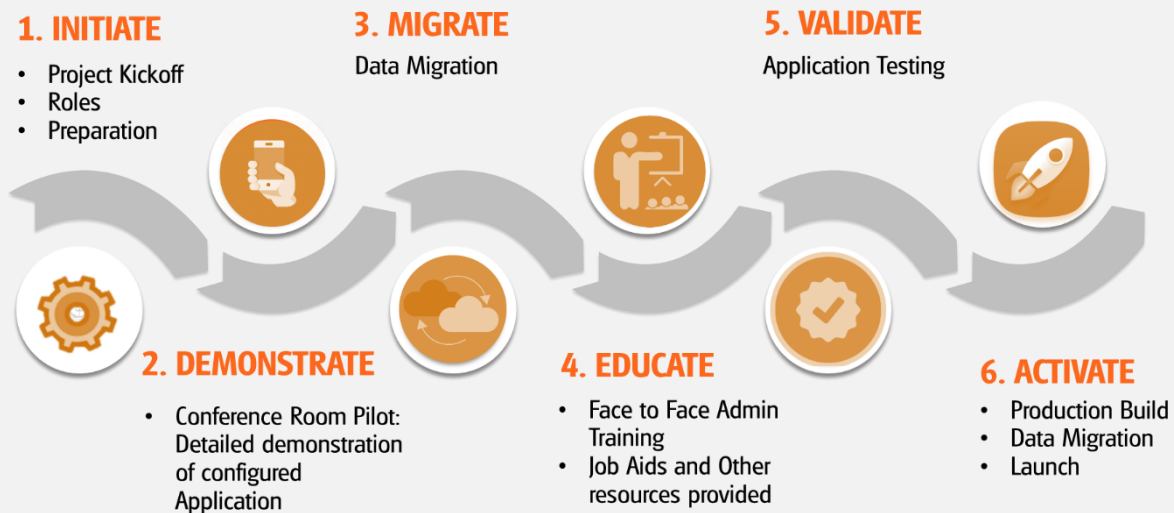 1. INITIATE
• Project Kickoff
• Roles
• Preparation
2. DEMONSTRATE
• Conference Room Pilot:
Detailed demonstration
of configured
Application
3. MIGRATE
Data Migration
4. EDUCATE
• Face to Face Admin
Training
• Job Aids and Other
resources provided
5. VALIDATE
Application Testing
6. ACTIVATE
• Production Build
• Data Migration
• Launch